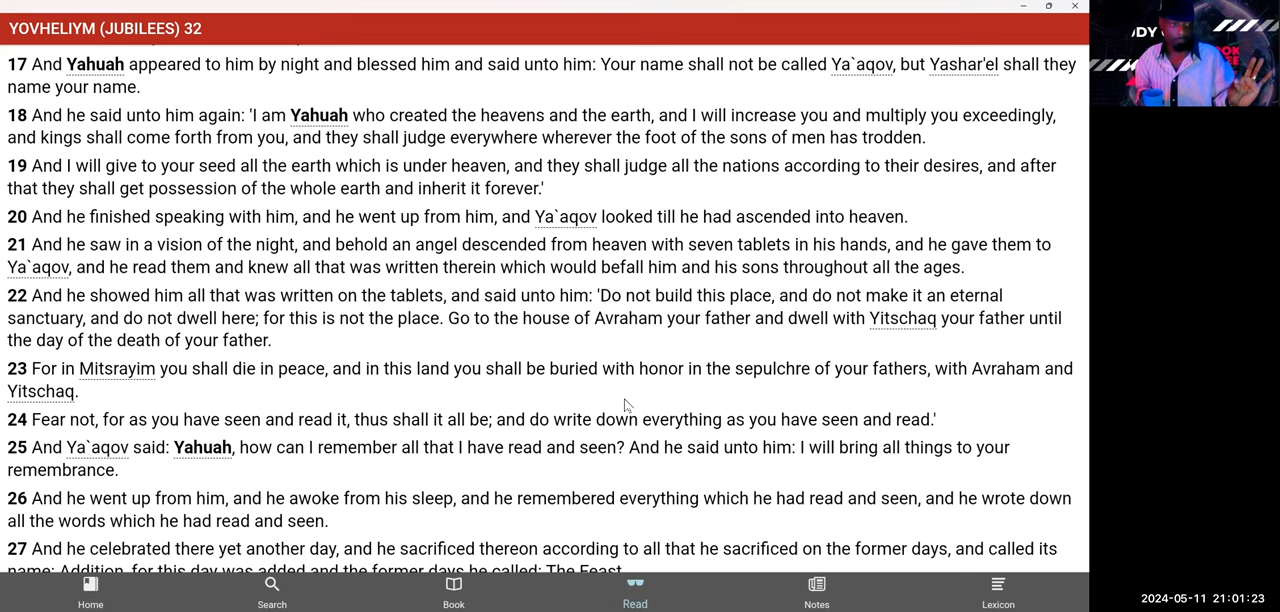 YOVHELIYM (JUBILEES) 32
17 And Yahuah appeared to him by night and blessed him and said unto him: Your name shall not be called Ya`aqov, but Yashar'el shall they
name your name.
18 And he said unto him again: 'I am Yahuah who created the heavens and the earth, and I will increase you and multiply you exceedingly,
and kings shall come forth from you, and they shall judge everywhere wherever the foot of the sons of men has trodden.
19 And I will give to your seed all the earth which is under heaven, and they shall judge all the nations according to their desires, and after
that they shall get possession of the whole earth and inherit it forever.'
20 And he finished speaking with him, and he went up from him, and Ya`aqov looked till he had ascended into heaven.
21 And he saw in a vision of the night, and behold an angel descended from heaven with seven tablets in his hands, and he gave them to
Ya`aqov, and he read them and knew all that was written therein which would befall him and his sons throughout all the ages.
22 And he showed him all that was written on the tablets, and said unto him: 'Do not build this place, and do not make it an eternal
sanctuary, and do not dwell here; for this is not the place. Go to the house of Avraham your father and dwell with Yitschaq your father until
the day of the death of your father.
23 For in Mitsrayim you shall die in peace, and in this land you shall be buried with honor in the sepulchre of your fathers, with Avraham and
Yitschaq.
24 Fear not, for as you have seen and read it, thus shall it all be; and do write down everything as you have seen and read.'
25 And Ya`aqov said: Yahuah, how can I remember all that I have read and seen? And he said unto him: I will bring all things to your
remembrance.
26 And he went up from him, and he awoke from his sleep, and he remembered everything which he had read and seen, and he wrote down
all the words which he had read and seen.
27 And he celebrated there yet another day, and he sacrificed thereon according to all that he sacrificed on the former days, and called its
name: Addition, for this day was added and the former days he called: The Feast.
Home Search Book Read Notes Lexicon
2024-05-11 21:01:23